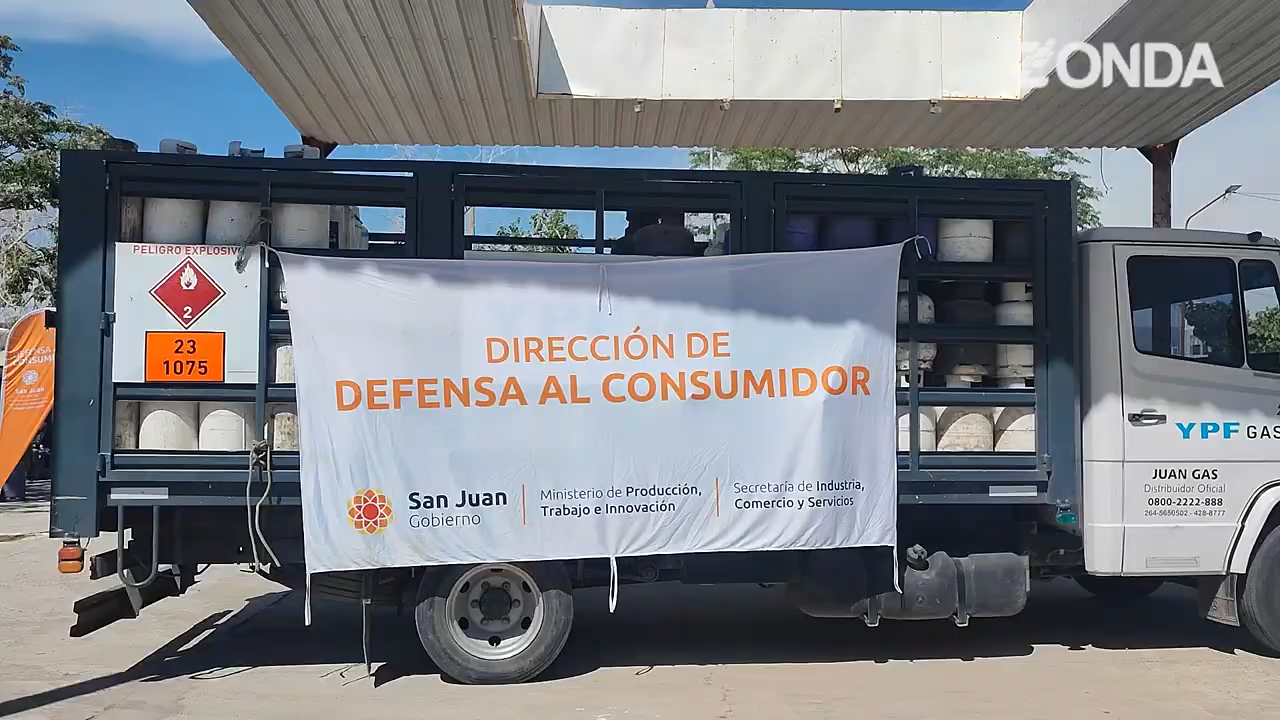 ZONDA
PELIGRO EXPLOSIVO
2
23
1075
DEFENSA
CONSUMI
San Juan
DIRECCIÓN DE
DEFENSA AL CONSUMIDOR
San Juan
Gobierno
Ministerio de Producción,
Trabajo e Innovación
Secretaría de Industria,
Comercio y Servicios
YPF GAS
JUAN GAS
Distribuidor Oficial
0800-2222-888
264-5650502 - 428-8777